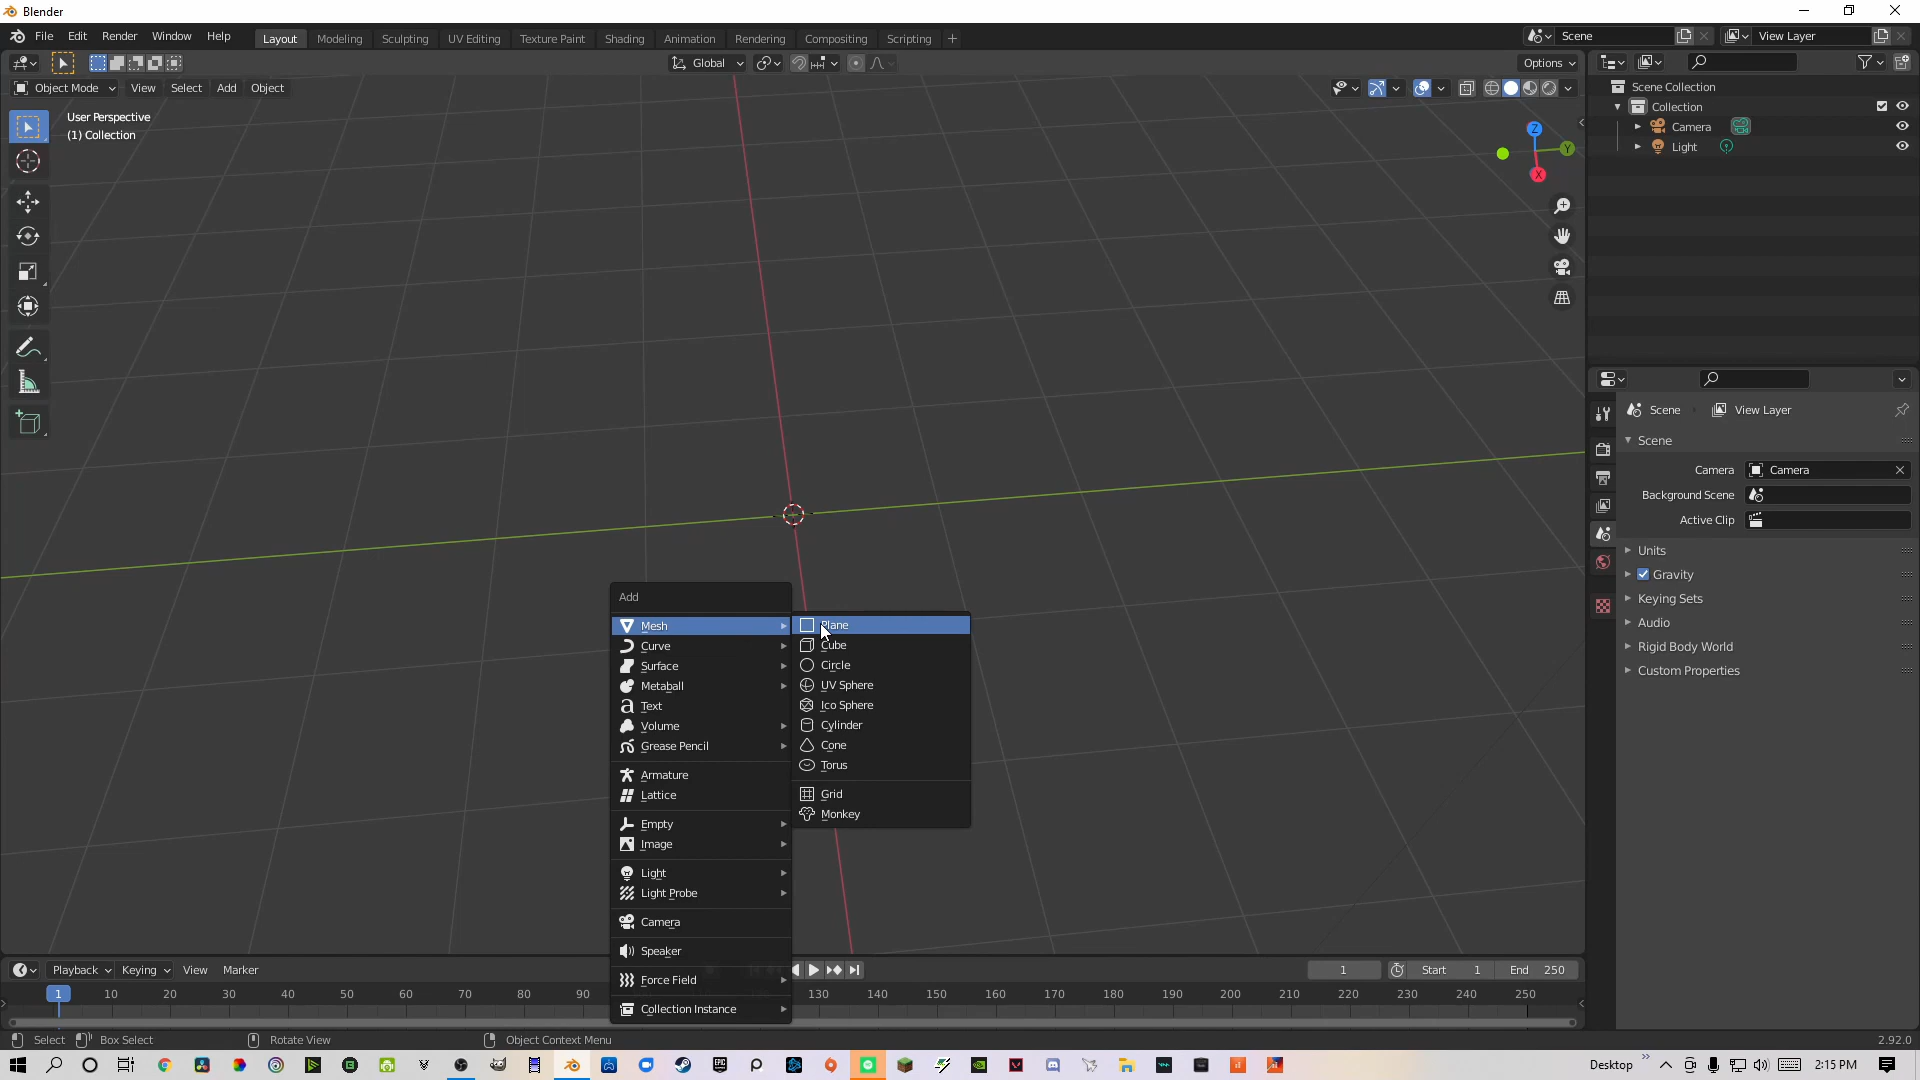 Blender
File Edit Render Window Help
Layout Modeling Sculpting UV Editing Texture Paint Shading Animation Rendering Compositing Scripting +
Scene
View Layer
Global
Options
Object Mode View Select Add Object
User Perspective
(1) Collection
Z
Y
X
Scene Collection
Collection
Camera
Light
Scene View Layer
Scene
Camera Camera
Background Scene
Active Clip
Units
Gravity
Keying Sets
Audio
Rigid Body World
Custom Properties
Add
Mesh
Curve
Surface
Metaball
Text
Volume
Grease Pencil
Armature
Lattice
Empty
Image
Light
Light Probe
Camera
Speaker
Force Field
Collection Instance
Plane
Cube
Circle
UV Sphere
Ico Sphere
Cylinder
Cone
Torus
Grid
Monkey
Playback Keying View Marker
1 Start 1 End 250
1 10 20 30 40 50 60 70 80 90 130 140 150 160 170 180 190 200 210 220 230 240 250
Select Box Select Rotate View Object Context Menu 2.92.0
Desktop 2:15 PM